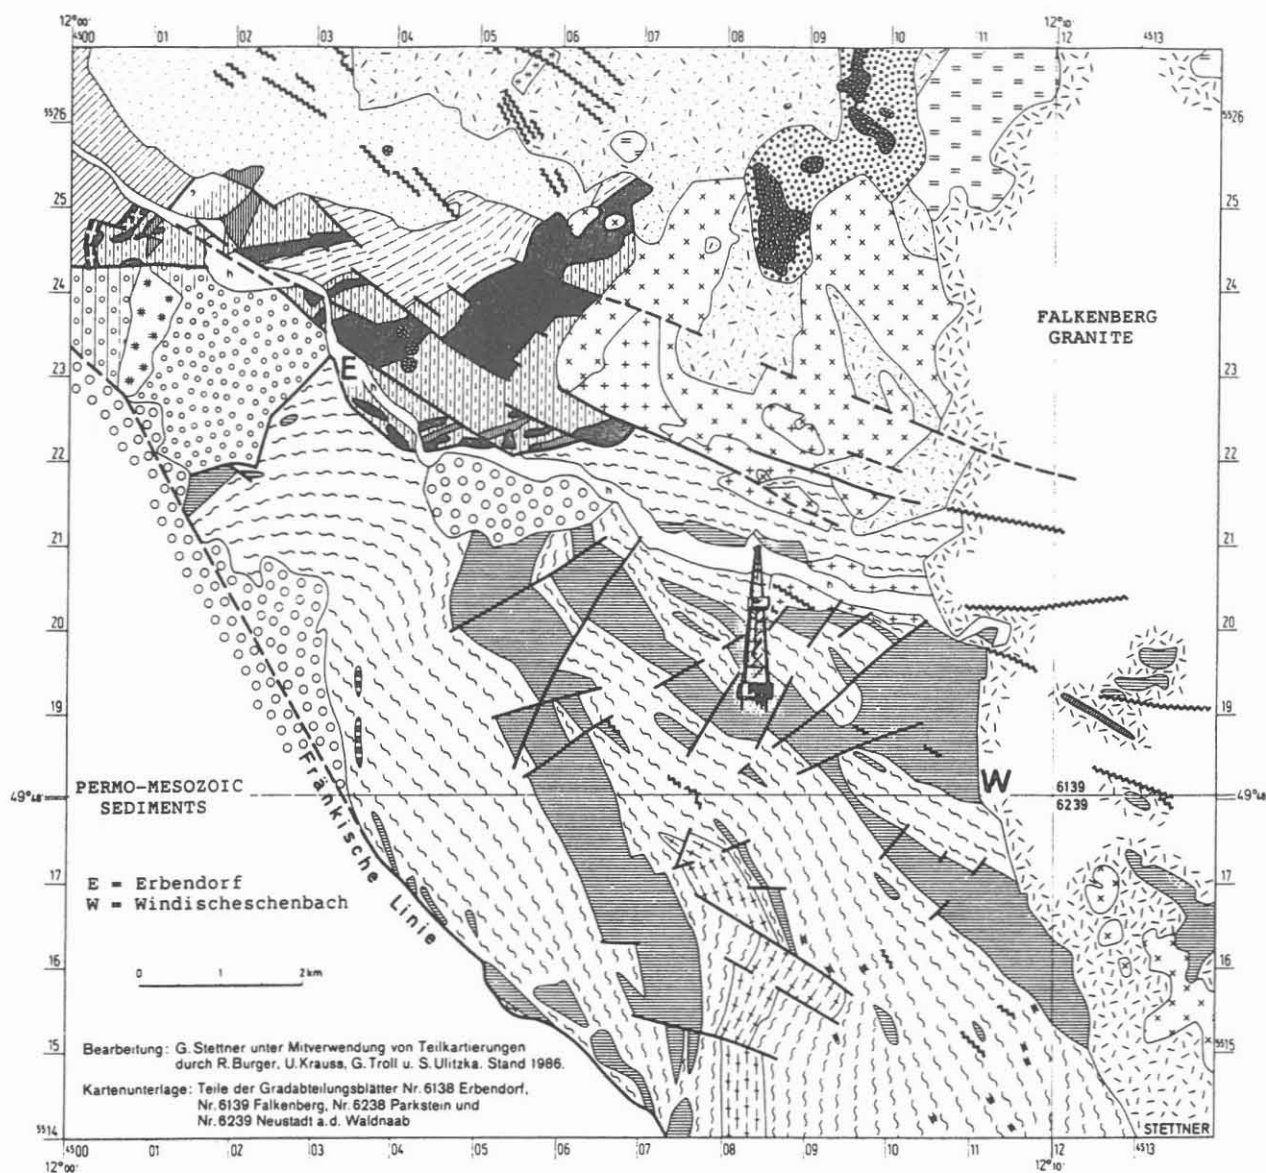 12°00' 12°10'
4500 01 02 03 04 05 06 07 08 09 10 11 12 4513
5526 5526
25 25
24 24
FALKENBERG
GRANITE
E
23 23
22 22
21 21
20 20
19 19
Fränkische Linie
PERMO-MESOZOIC
SEDIMENTS
W
6139
6239
49°48' 49°48
E = Erbendorf
W = Windischeschenbach
17 17
0 1 2 km
16 16
15 5515
Bearbeitung: G. Stettner unter Mitverwendung von Teilkartierungen
durch R. Burger, U. Krauss, G. Troll u. S. Ulitzka. Stand 1986.
Kartenunterlage: Teile der Gradabteilungsblätter Nr. 6138 Erbendorf,
Nr. 6139 Falkenberg, Nr. 6238 Parkstein und
Nr. 6239 Neustadt a.d. Waldnaab
STETTNER
5514
4500 01 02 03 04 05 06 07 08 09 10 11 12 4513
12°00' 12°10'